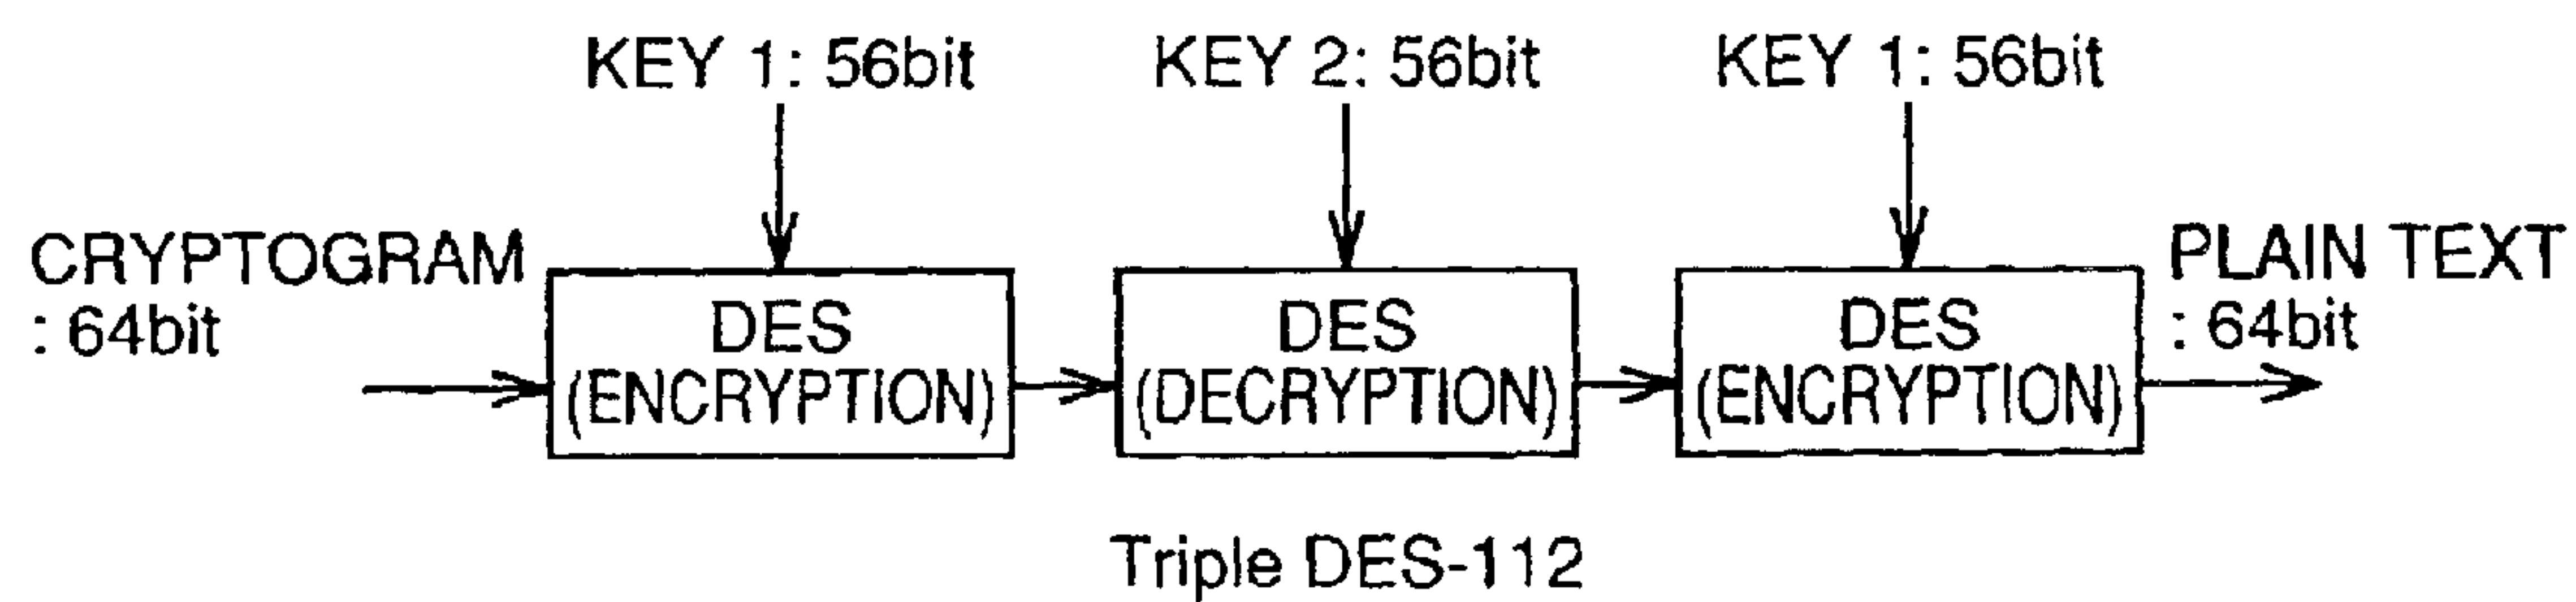 KEY 1: 56bit
KEY 2: 56bit
KEY 1: 56bit
CRYPTOGRAM
: 64bit
DES
(ENCRYPTION)
DES
(DECRYPTION)
DES
(ENCRYPTION)
PLAIN TEXT
: 64bit
Triple DES-112